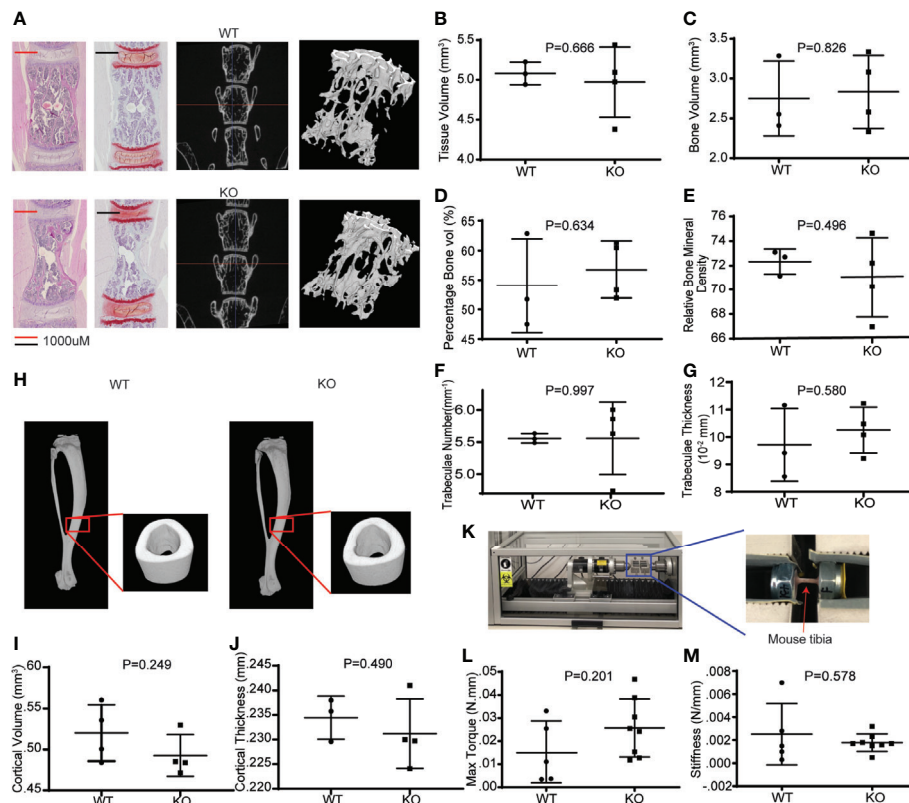 A
WT
KO
1000uM
B
P=0.666
Tissue Volume (mm³)
5.5
5.0
4.5
4.0
WT
KO
C
P=0.826
Bone Volume (mm³)
3.5
3.0
2.5
2.0
WT
KO
D
P=0.634
Percentage Bone vol (%)
65
60
55
50
45
WT
KO
E
P=0.496
Relative Bone Mineral
Density
76
74
72
70
68
66
WT
KO
F
P=0.997
Trabeculae Number(mm⁻¹)
6.0
5.5
5.0
WT
KO
G
P=0.580
Trabeculae Thickness
(10⁻² mm)
12
11
10
9
8
WT
KO
H
WT
KO
K
Mouse tibia
I
P=0.249
Cortical Volume (mm³)
.60
.55
.50
0.45
WT
KO
J
P=0.490
Cortical Thickness (mm)
.245
.240
.235
.230
.225
0.220
WT
KO
L
P=0.201
Max Torque (N.mm)
.05
.04
.03
.02
.01
.00
WT
KO
M
P=0.578
Stiffness (N/mm)
.008
.006
.004
.002
.000
WT
KO